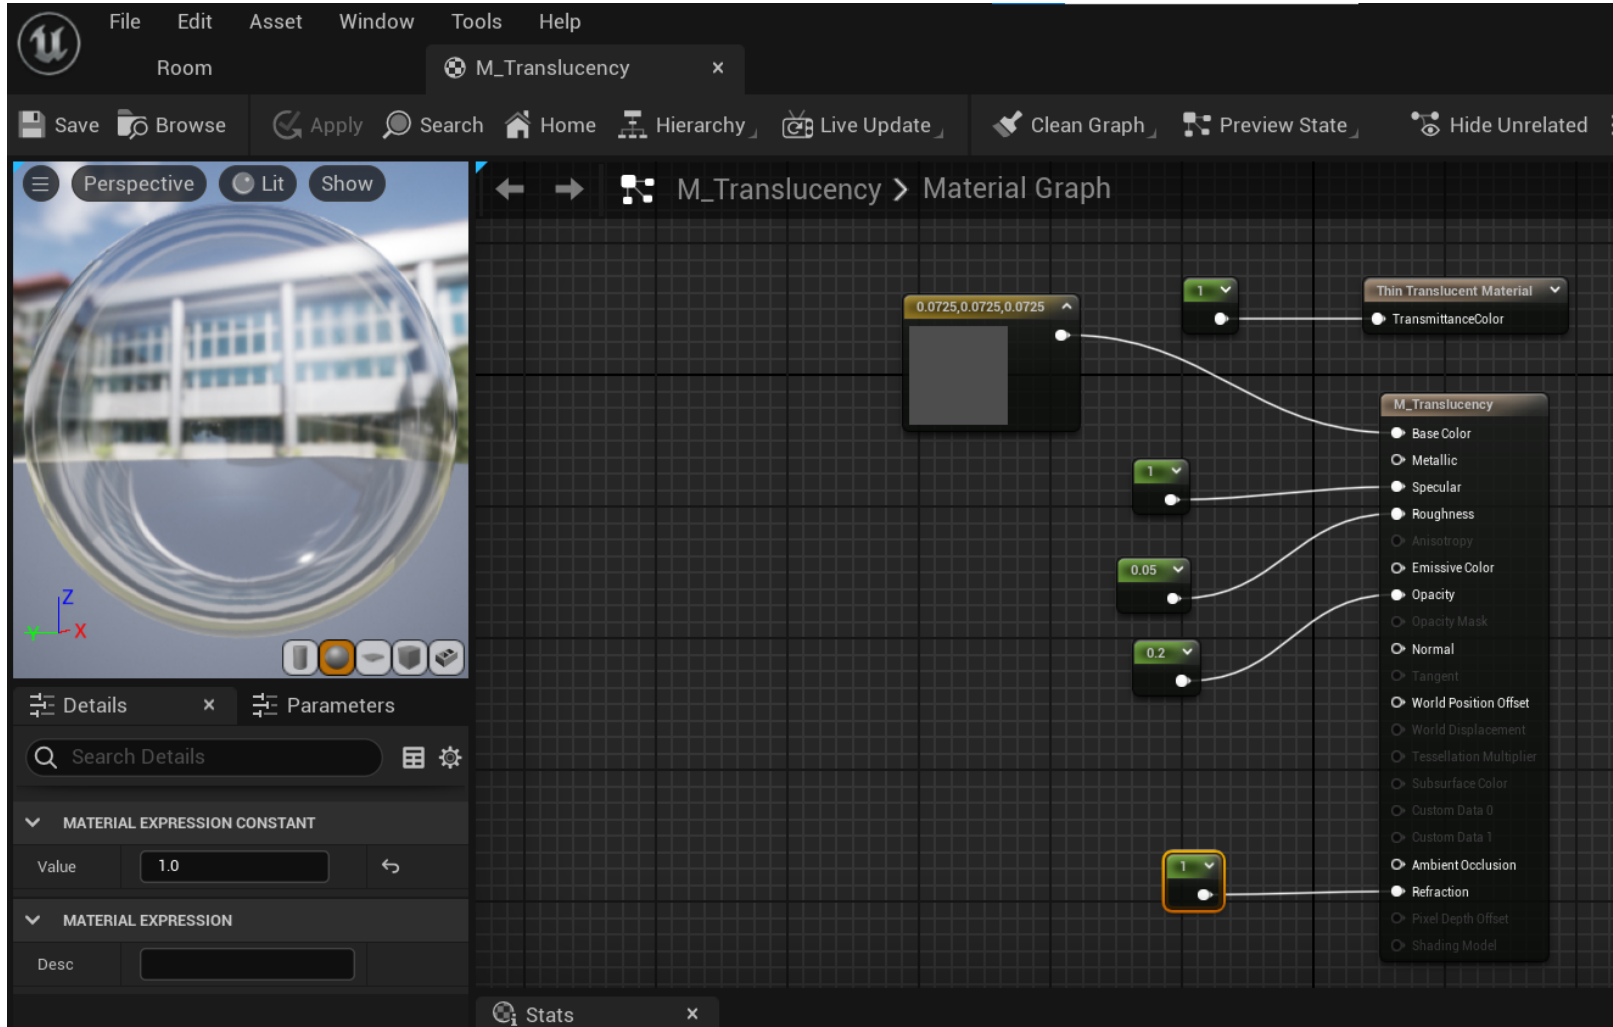 File Edit Asset Window Tools Help
Room
M_Translucency
Save Browse Apply Search Home Hierarchy Live Update Clean Graph Preview State Hide Unrelated
Perspective Lit Show
M_Translucency > Material Graph
Z
Y
X
0.0725,0.0725,0.0725
1
Thin Translucent Material
TransmittanceColor
M_Translucency
Base Color
Metallic
1
Specular
Roughness
Anisotropy
0.05
Emissive Color
Opacity
Opacity Mask
0.2
Normal
Tangent
World Position Offset
World Displacement
Tessellation Multiplier
Subsurface Color
Custom Data 0
Custom Data 1
1
Ambient Occlusion
Refraction
Pixel Depth Offset
Shading Model
Details Parameters
Search Details
MATERIAL EXPRESSION CONSTANT
Value 1.0
MATERIAL EXPRESSION
Desc
Stats